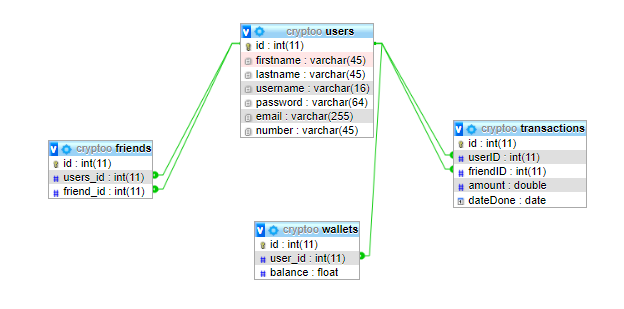 cryptoo users
id : int(11)
firstname : varchar(45)
lastname : varchar(45)
username : varchar(16)
password : varchar(64)
email : varchar(255)
number : varchar(45)
cryptoo friends
id : int(11)
users_id : int(11)
friend_id : int(11)
cryptoo transactions
id : int(11)
userID : int(11)
friendID : int(11)
amount : double
dateDone : date
cryptoo wallets
id : int(11)
user_id : int(11)
balance : float